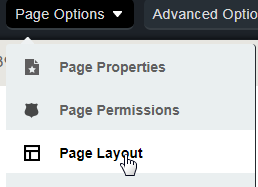 Page Options Advanced Optio
Page Properties
Page Permissions
Page Layout